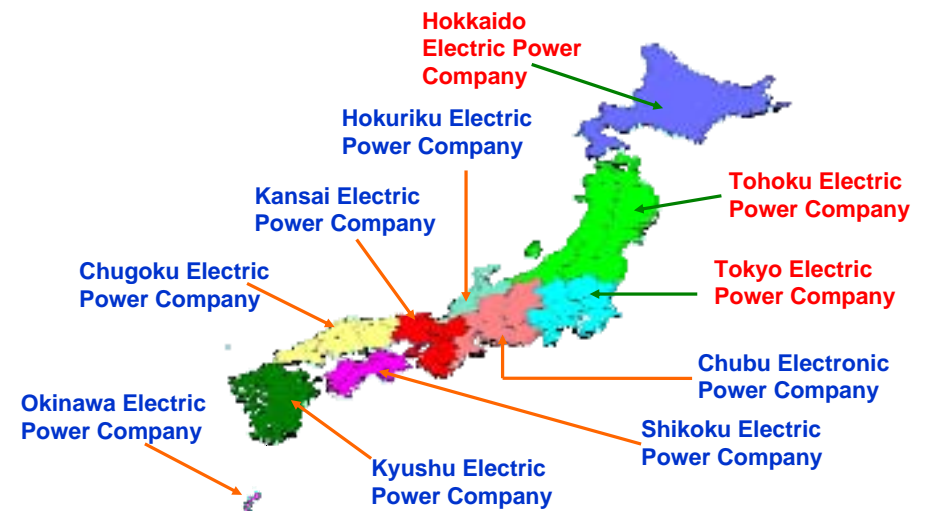 Hokkaido
Electric Power
Company
Hokuriku Electric
Power Company
Tohoku Electric
Power Company
Kansai Electric
Power Company
Chugoku Electric
Power Company
Tokyo Electric
Power Company
Chubu Electronic
Power Company
Okinawa Electric
Power Company
Shikoku Electric
Power Company
Kyushu Electric
Power Company